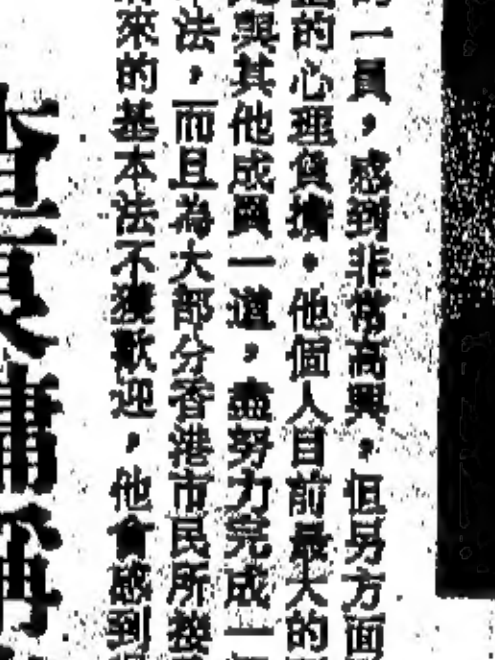 一員，感到非常高興，但另方面
的心理負擔。他個人目前最大的
與其他成員一道，盡努力完成一
法，而且為大部分香港市民所接
來的基本法不獲歡迎，他會感到